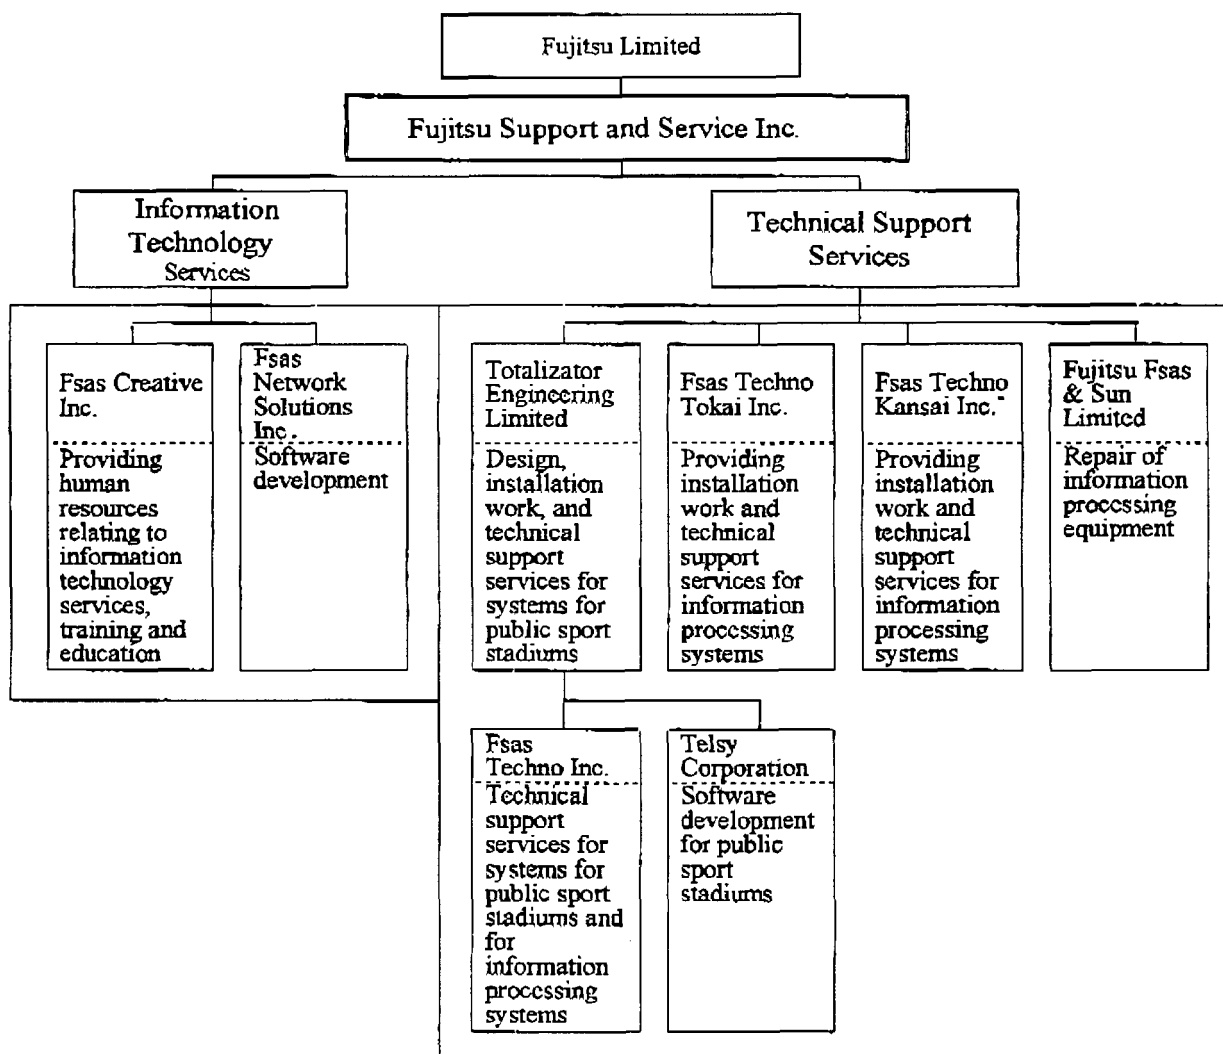 Fujitsu Limited
Fujitsu Support and Service Inc.
Information
Technology
Services
Technical Support
Services
Fsas Creative
Inc.
Providing
human
resources
relating to
information
technology
services,
training and
education
Fsas
Network
Solutions
Inc.
Software
development
Totalizator
Engineering
Limited
Design,
installation
work, and
technical
support
services for
systems for
public sport
stadiums
Fsas Techno
Tokai Inc.
Providing
installation
work and
technical
support
services for
information
processing
systems
Fsas Techno
Kansai Inc.
Providing
installation
work and
technical
support
services for
information
processing
systems
Fujitsu Fsas
& Sun
Limited
Repair of
information
processing
equipment
Fsas
Techno Inc.
Technical
support
services for
systems for
public sport
stadiums and
for
information
processing
systems
Telsy
Corporation
Software
development
for public
sport
stadiums